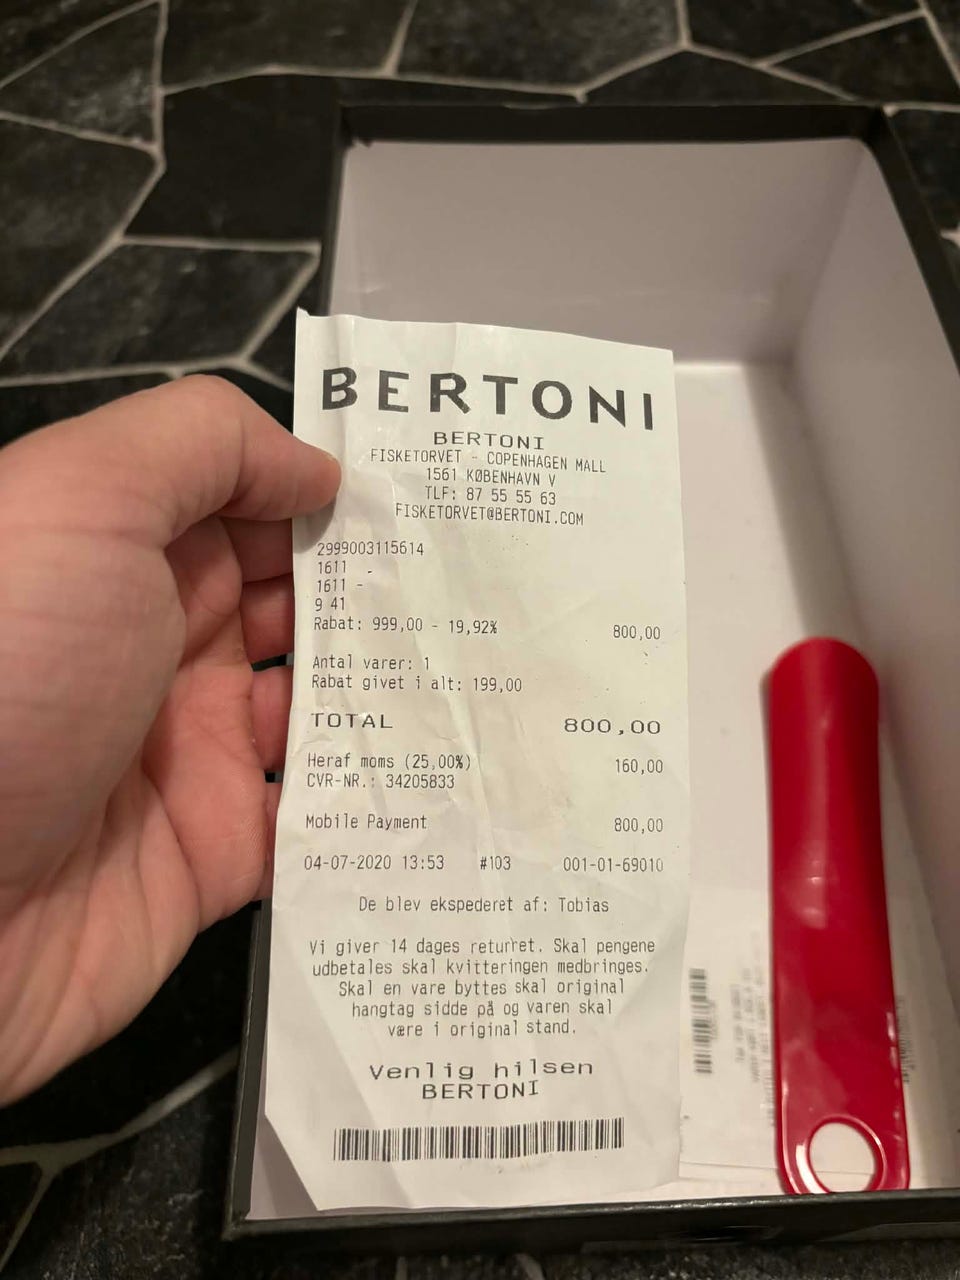 BERTONI
BERTONI
FISKETORVET - COPENHAGEN MALL
1561 KØBENHAVN V
TLF: 87 55 55 63
FISKETORVET@BERTONI.COM
2999003115614
1611 -
1611 -
9 41
Rabat: 999,00 - 19,92% 800,00
Antal varer: 1
Rabat givet i alt: 199,00
TOTAL 800,00
Heraf moms (25,00%) 160,00
CVR-NR.: 34205833
Mobile Payment 800,00
04-07-2020 13:53 #103 001-01-69010
De blev ekspederet af: Tobias
Vi giver 14 dages returret. Skal pengene
udbetales skal kvitteringen medbringes.
Skal en vare byttes skal original
hangtag sidde på og varen skal
være i original stand.
Venlig hilsen
BERTONI